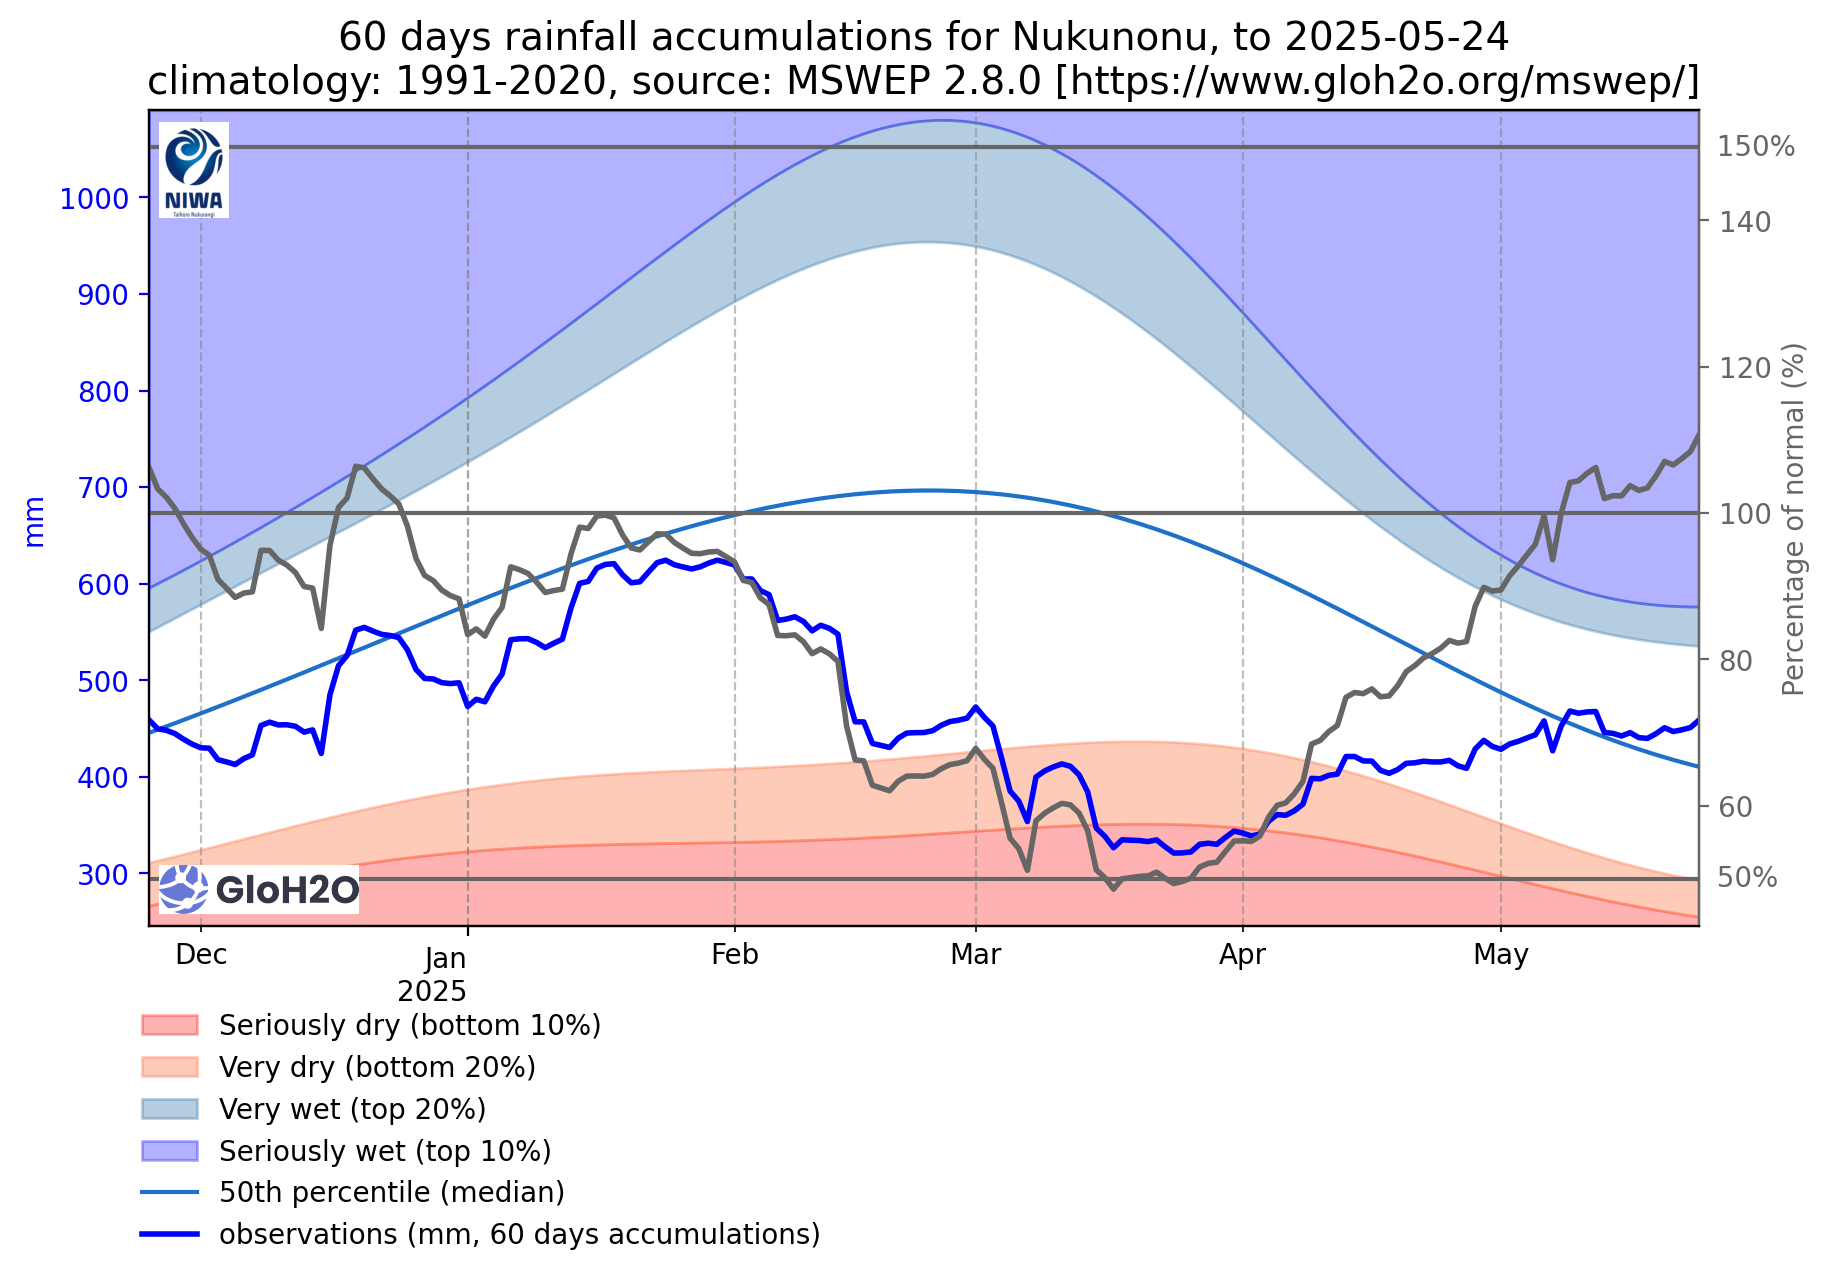 60 days rainfall accumulations for Nukunonu, to 2025-05-24
climatology: 1991-2020, source: MSWEP 2.8.0 [https://www.gloh2o.org/mswep/]
NIWA
Taihoro Nukurangi
1000
900
800
700
600
500
400
300
mm
150%
140
120
100
80
60
50%
Percentage of normal (%)
GloH2O
Dec
Jan
2025
Feb
Mar
Apr
May
Seriously dry (bottom 10%)
Very dry (bottom 20%)
Very wet (top 20%)
Seriously wet (top 10%)
50th percentile (median)
observations (mm, 60 days accumulations)